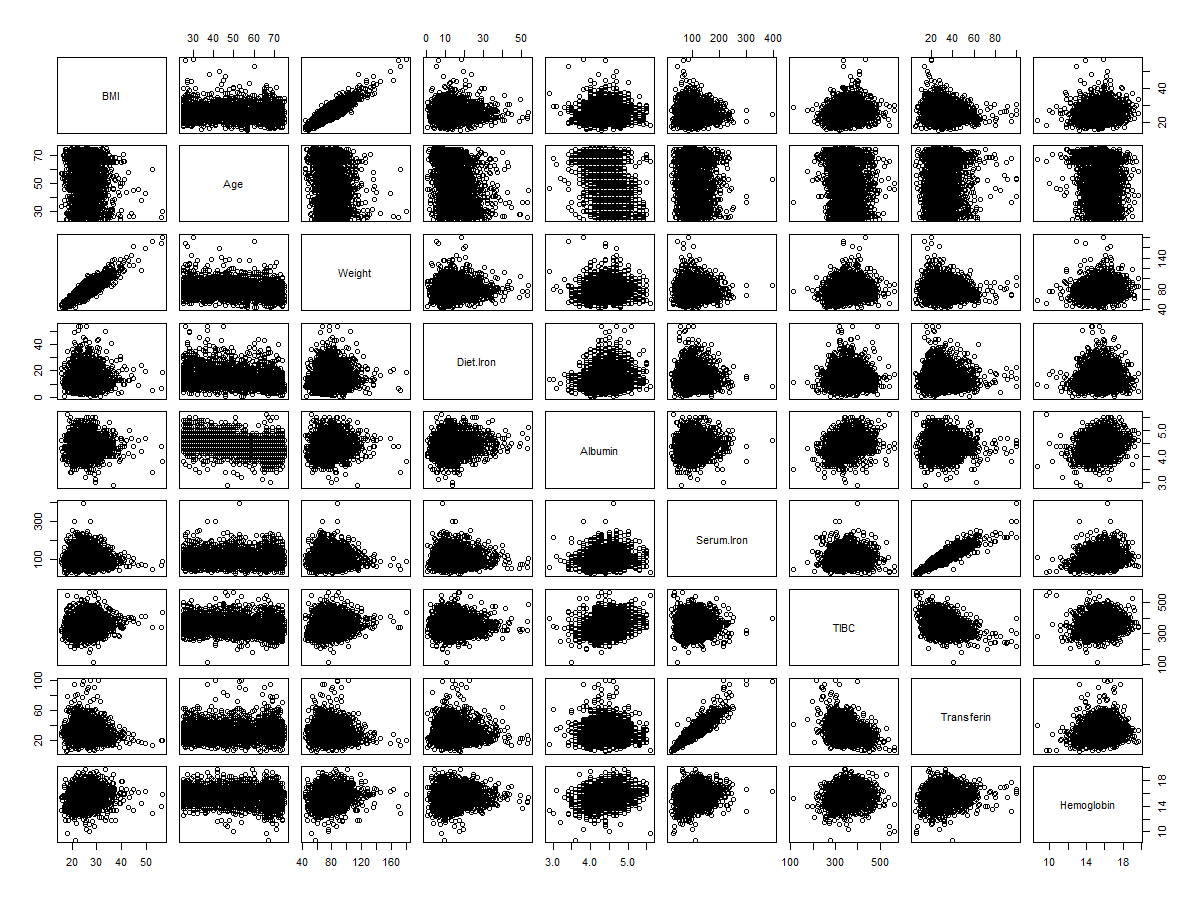 30 40 50 60 70
0 10 30 50
100 200 300 400
20 40 60 80
BMI
20 40
30 50 70
Age
Weight
40 80 140
0 20 40
Diet.Iron
Albumin
3.0 4.0 5.0
100 300
Serum.Iron
TIBC
100 300 500
20 60 100
Transferin
Hemoglobin
10 14 18
20 30 40 50
40 80 120 160
3.0 4.0 5.0
100 300 500
10 14 18